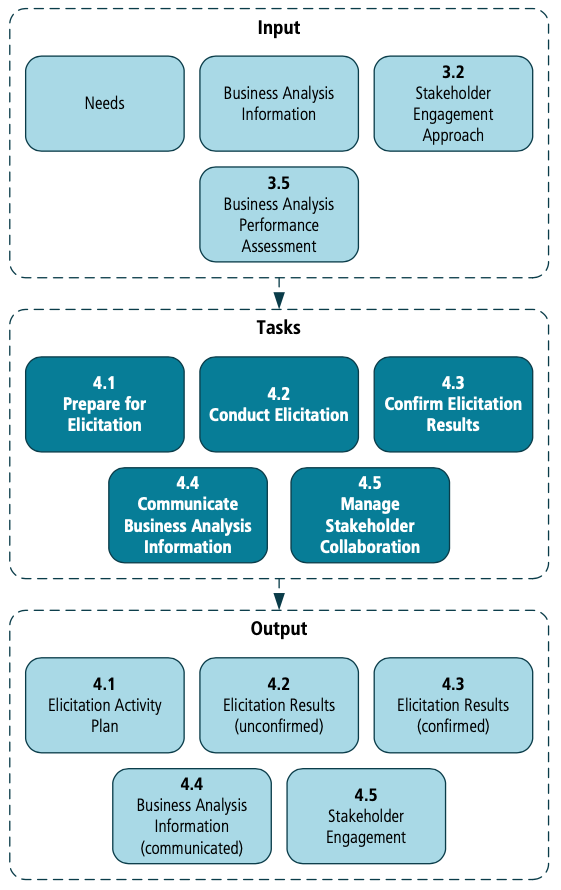 Input
Needs
Business Analysis
Information
3.2
Stakeholder
Engagement
Approach
3.5
Business Analysis
Performance
Assessment
Tasks
4.1
Prepare for
Elicitation
4.2
Conduct Elicitation
4.3
Confirm Elicitation
Results
4.4
Communicate
Business Analysis
Information
4.5
Manage
Stakeholder
Collaboration
Output
4.1
Elicitation Activity
Plan
4.2
Elicitation Results
(unconfirmed)
4.3
Elicitation Results
(confirmed)
4.4
Business Analysis
Information
(communicated)
4.5
Stakeholder
Engagement